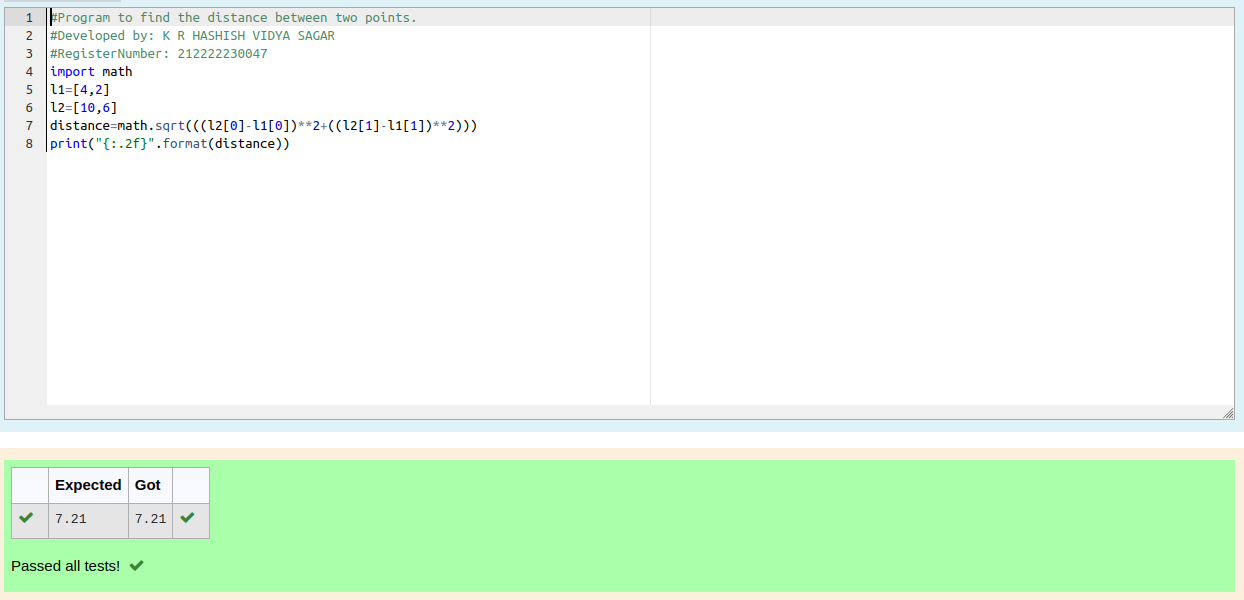 1 #Program to find the distance between two points.
2 #Developed by: K R HASHISH VIDYA SAGAR
3 #RegisterNumber: 212222230047
4 import math
5 l1=[4,2]
6 l2=[10,6]
7 distance=math.sqrt(((l2[0]-l1[0])**2+((l2[1]-l1[1])**2)))
8 print("{:.2f}".format(distance))
Expected Got
7.21 7.21
Passed all tests!